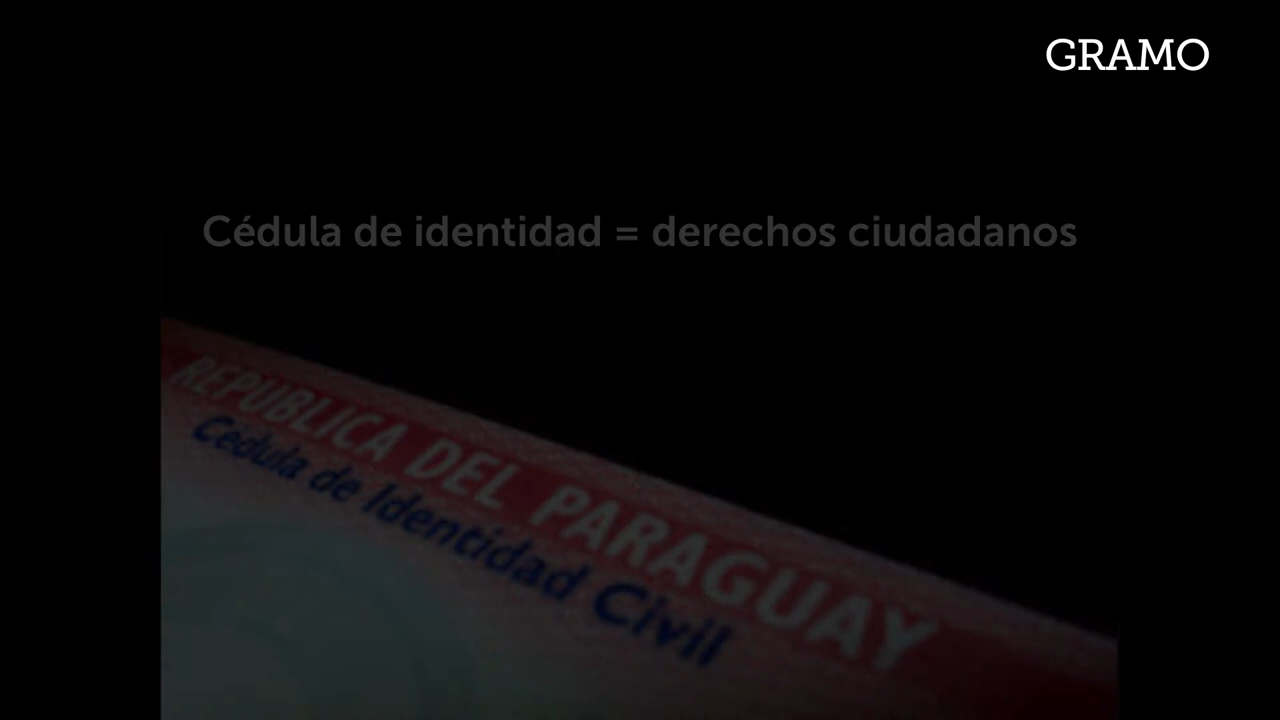 GRAMO
Cédula de identidad = derechos ciudadanos
REPUBLICA DEL PARAGUAY
Cedula de Identidad Civil